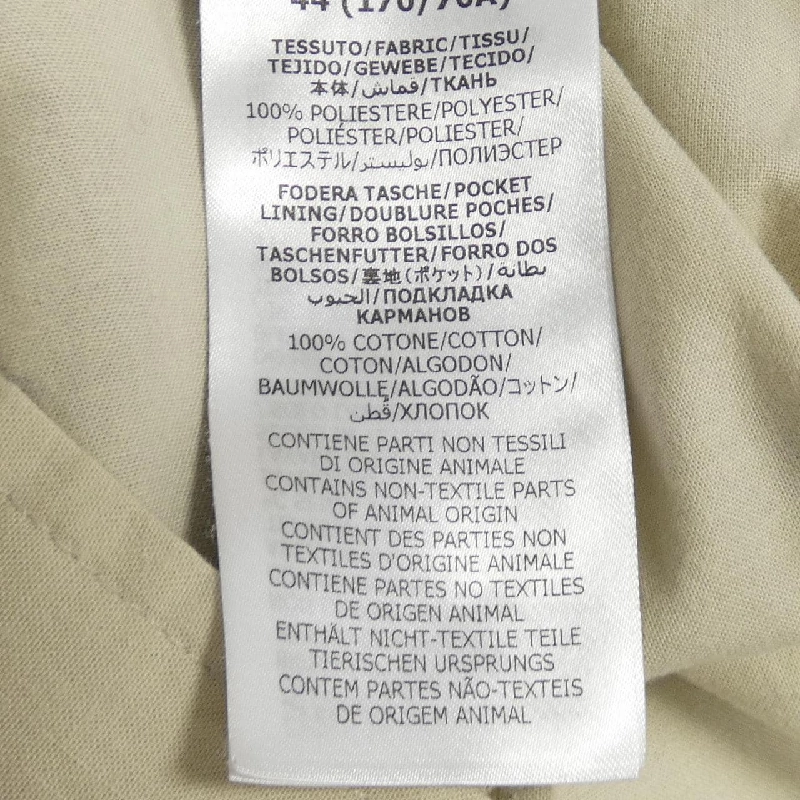 44 (170/76A)
TESSUTO/FABRIC/TISSU/
TEJIDO/GEWEBE/TECIDO/
本体/قماش/ТКАНЬ
100% POLIESTERE/POLYESTER/
POLIÉSTER/POLIESTER/
ポリエステル/بوليستر/ПОЛИЭСТЕР
FODERA TASCHE/POCKET
LINING/DOUBLURE POCHES/
FORRO BOLSILLOS/
TASCHENFUTTER/FORRO DOS
BOLSOS/裏地(ポケット)/بطانة
الجيوب/ПОДКЛАДКА
КАРМАНОВ
100% COTONE/COTTON/
COTON/ALGODON/
BAUMWOLLE/ALGODÃO/コットン/
قطن/ХЛОПОК
CONTIENE PARTI NON TESSILI
DI ORIGINE ANIMALE
CONTAINS NON-TEXTILE PARTS
OF ANIMAL ORIGIN
CONTIENT DES PARTIES NON
TEXTILES D'ORIGINE ANIMALE
CONTIENE PARTES NO TEXTILES
DE ORIGEN ANIMAL
ENTHÄLT NICHT-TEXTILE TEILE
TIERISCHEN URSPRUNGS
CONTEM PARTES NÃO-TEXTEIS
DE ORIGEM ANIMAL